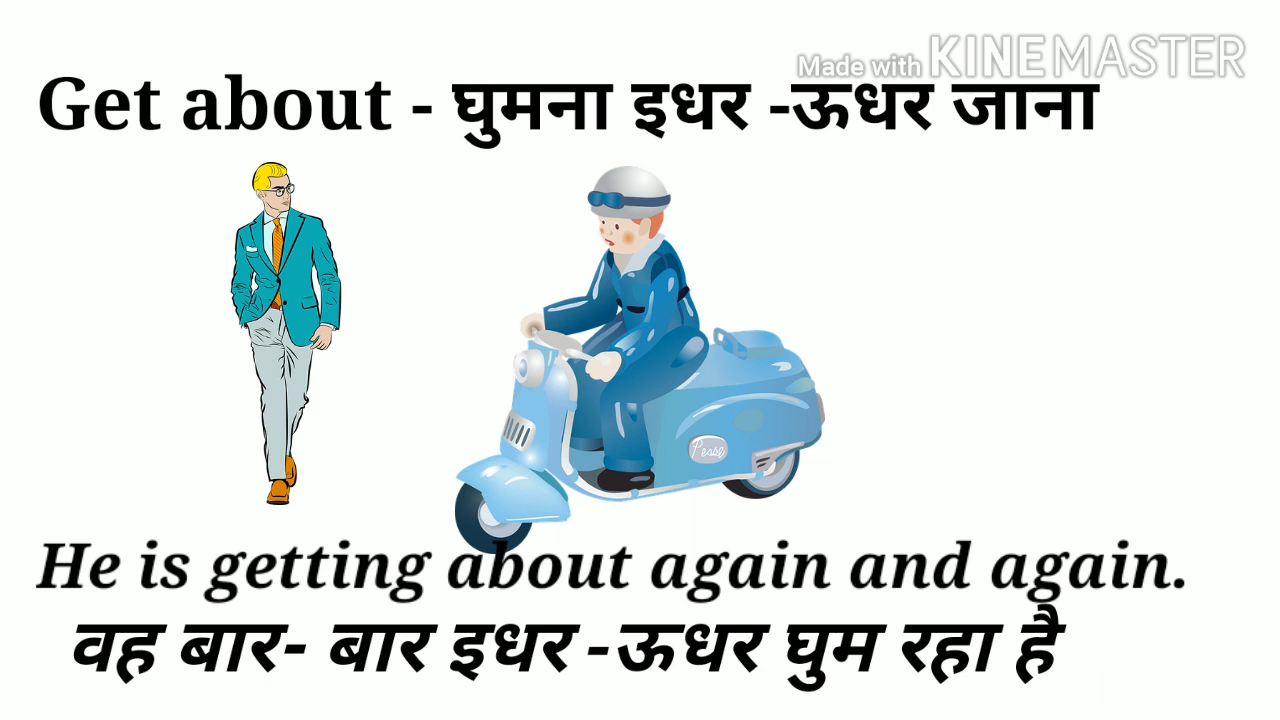 Made with KINEMASTER
Get about - घुमना इधर -ऊधर जाना
Peske
He is getting about again and again.
वह बार- बार इधर -ऊधर घुम रहा है